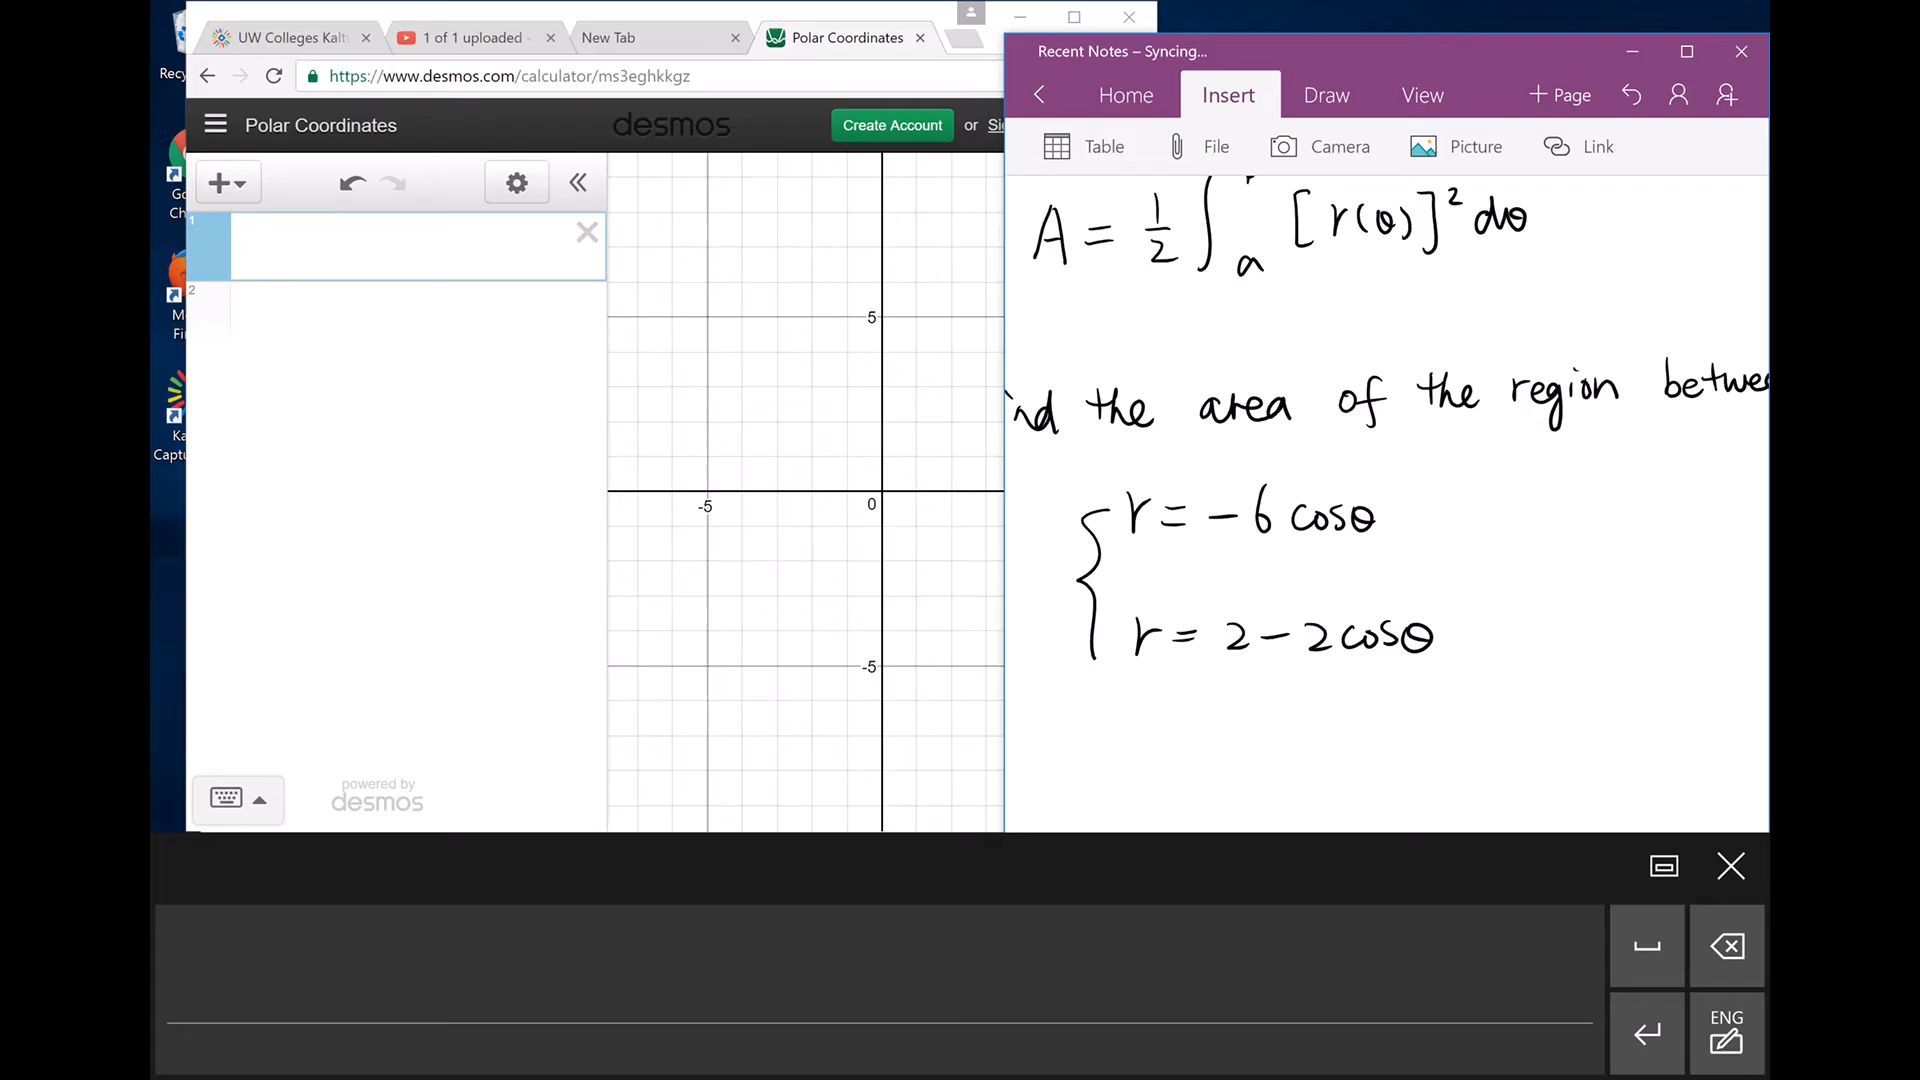 UW Colleges Kalt
1 of 1 uploaded -
New Tab
Polar Coordinates
https://www.desmos.com/calculator/ms3eghkkgz
Polar Coordinates
desmos
Create Account or
1
2
powered by
desmos
5
-5
0
-5
Recent Notes – Syncing...
Home
Insert
Draw
View
+ Page
Table
File
Camera
Picture
Link
A = 1/2 ∫ₐ [r(θ)]² dθ
the area of the region
r = -6 cosθ
r = 2 - 2cosθ
ENG